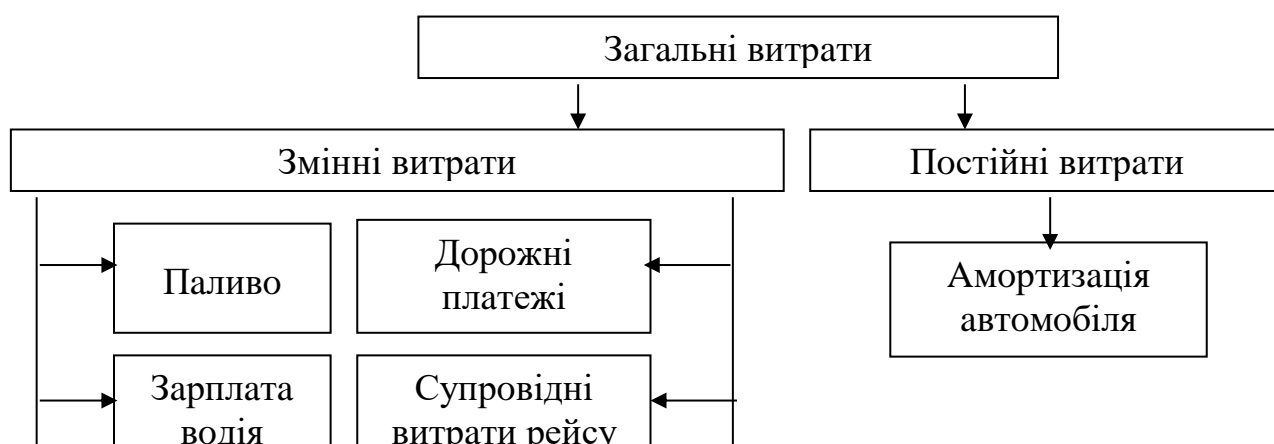 Загальні витрати
Змінні витрати
Постійні витрати
Паливо
Дорожні
платежі
Амортизація
автомобіля
Зарплата
водія
Супровідні
витрати рейсу